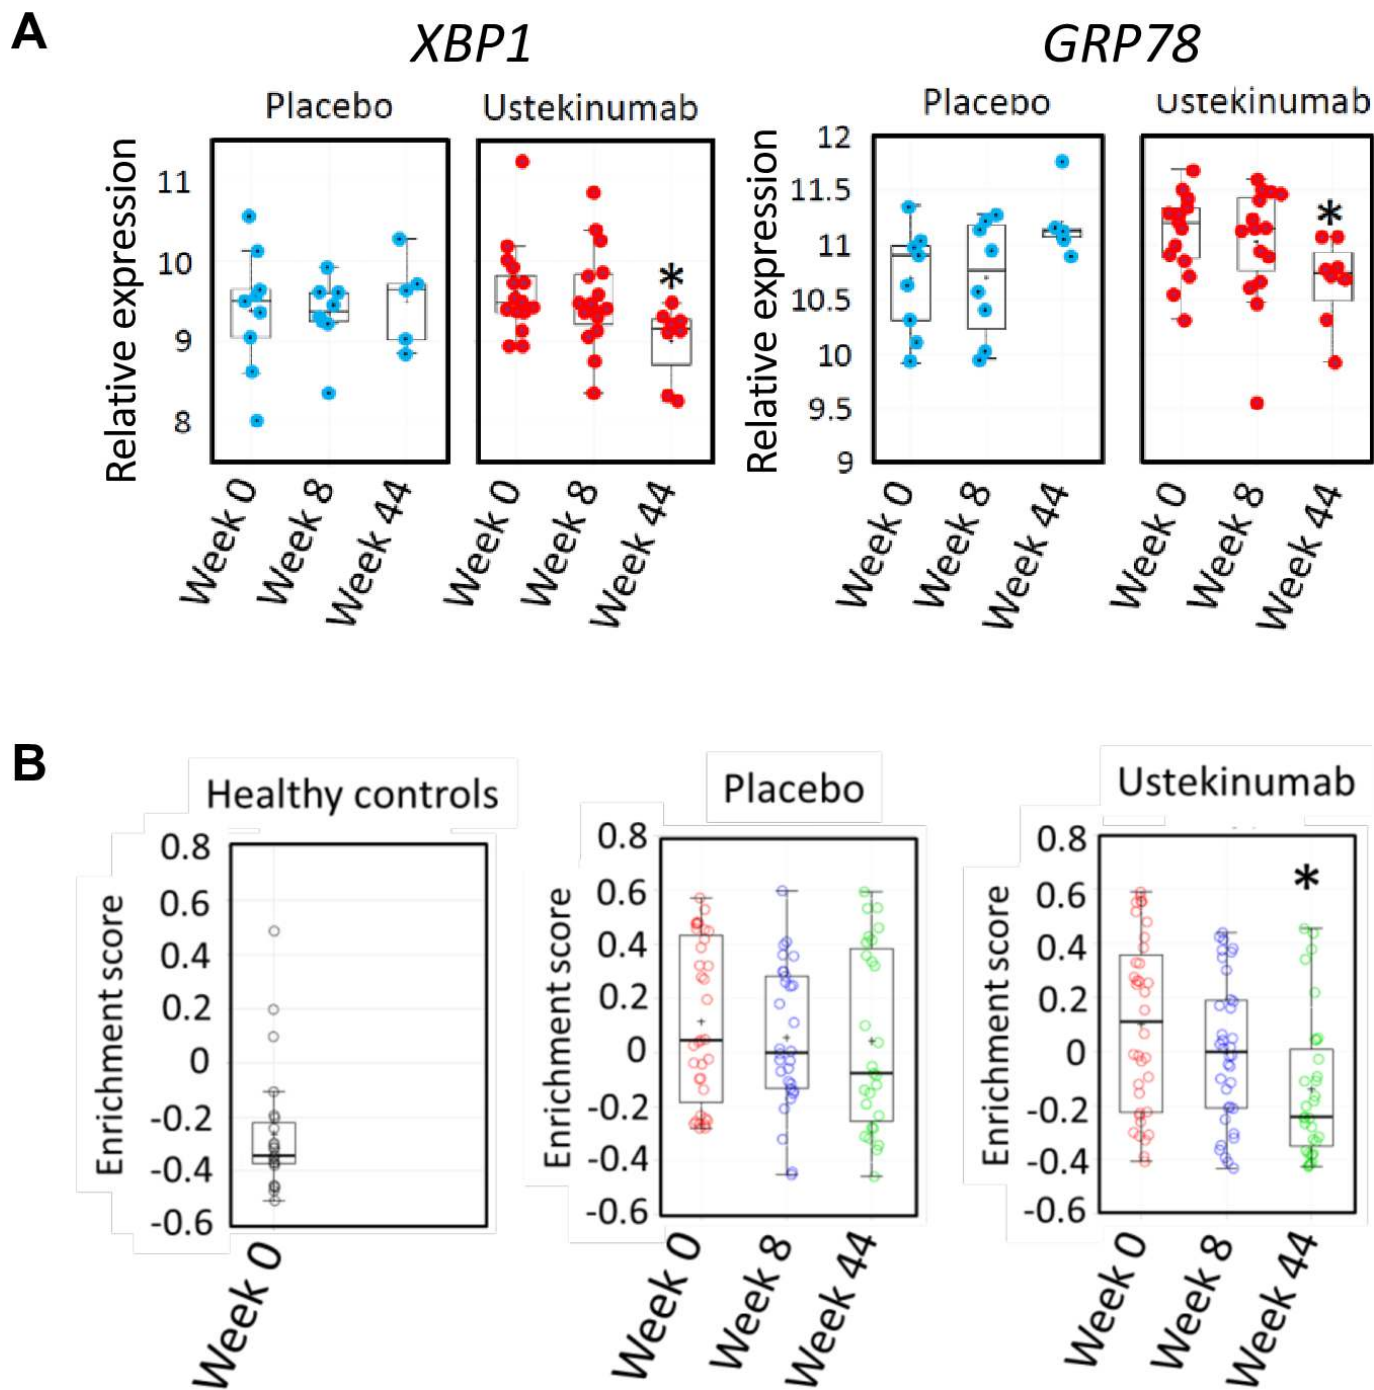 A
XBP1
GRP78
Placebo
Ustekinumab
Placebo
Ustekinumab
Relative expression
11
10
9
8
*
Relative expression
12
11.5
11
10.5
10
9.5
9
*
Week 0
Week 8
Week 44
Week 0
Week 8
Week 44
Week 0
Week 8
Week 44
Week 0
Week 8
Week 44
B
Healthy controls
Placebo
Ustekinumab
Enrichment score
0.8
0.6
0.4
0.2
0
-0.2
-0.4
-0.6
Week 0
Enrichment score
0.8
0.6
0.4
0.2
0
-0.2
-0.4
-0.6
Week 0
Week 8
Week 44
Enrichment score
0.8
0.6
0.4
0.2
0
-0.2
-0.4
-0.6
*
Week 0
Week 8
Week 44